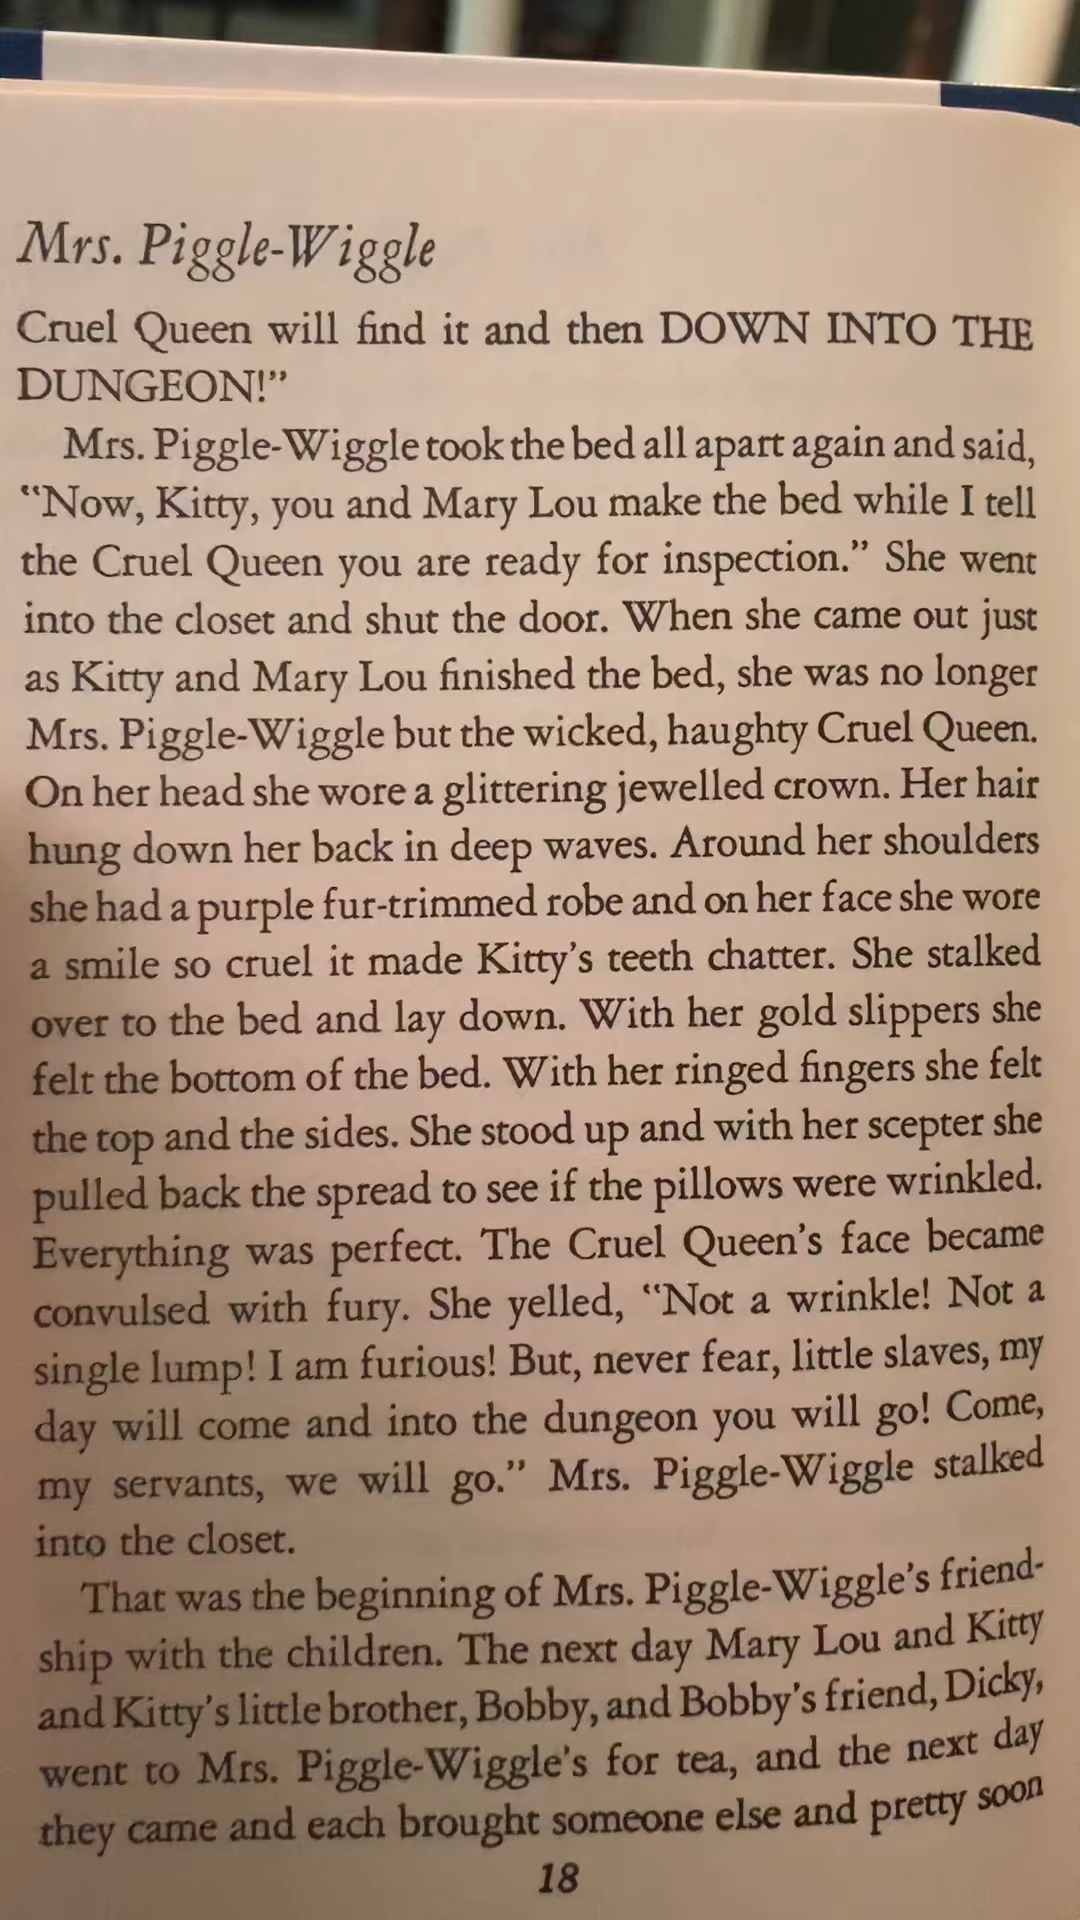 Mrs. Piggle-Wiggle
Cruel Queen will find it and then DOWN INTO THE
DUNGEON!”
Mrs. Piggle-Wiggle took the bed all apart again and said,
“Now, Kitty, you and Mary Lou make the bed while I tell
the Cruel Queen you are ready for inspection.” She went
into the closet and shut the door. When she came out just
as Kitty and Mary Lou finished the bed, she was no longer
Mrs. Piggle-Wiggle but the wicked, haughty Cruel Queen.
On her head she wore a glittering jewelled crown. Her hair
hung down her back in deep waves. Around her shoulders
she had a purple fur-trimmed robe and on her face she wore
a smile so cruel it made Kitty’s teeth chatter. She stalked
over to the bed and lay down. With her gold slippers she
felt the bottom of the bed. With her ringed fingers she felt
the top and the sides. She stood up and with her scepter she
pulled back the spread to see if the pillows were wrinkled.
Everything was perfect. The Cruel Queen’s face became
convulsed with fury. She yelled, “Not a wrinkle! Not a
single lump! I am furious! But, never fear, little slaves, my
day will come and into the dungeon you will go! Come,
my servants, we will go.” Mrs. Piggle-Wiggle stalked
into the closet.
That was the beginning of Mrs. Piggle-Wiggle’s friend-
ship with the children. The next day Mary Lou and Kitty
and Kitty’s little brother, Bobby, and Bobby’s friend, Dicky,
went to Mrs. Piggle-Wiggle’s for tea, and the next day
they came and each brought someone else and pretty soon
18